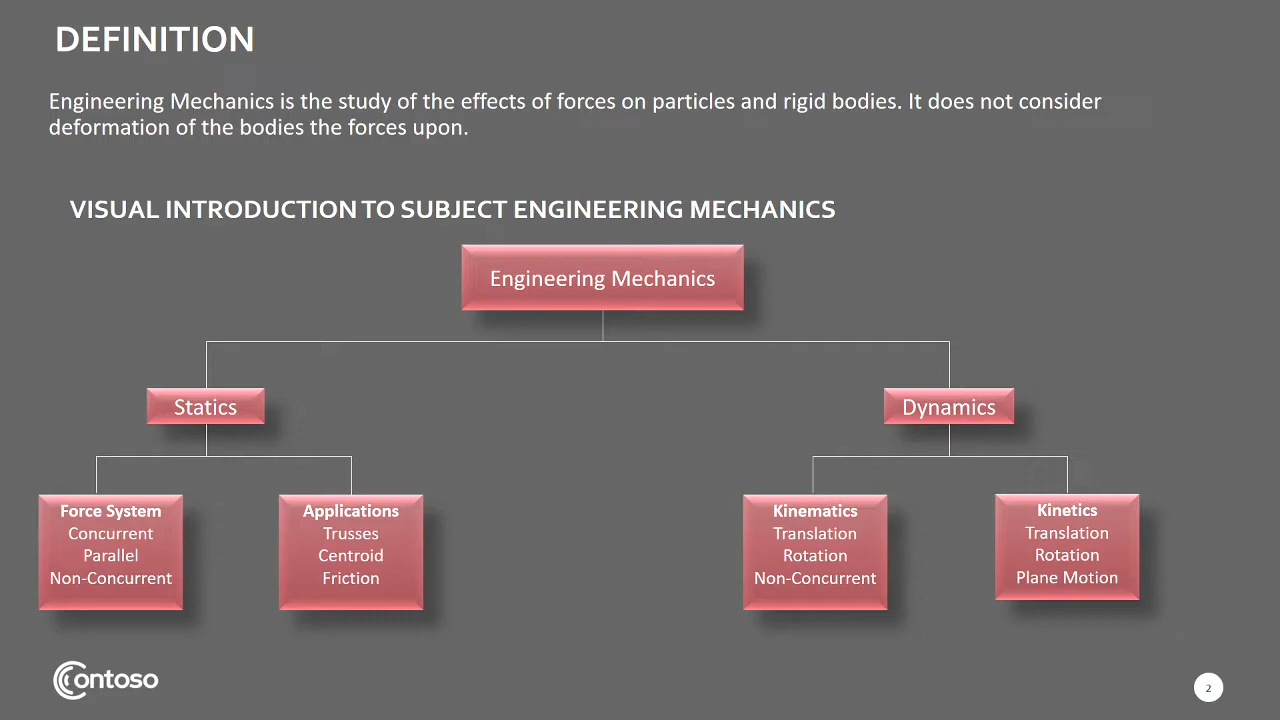 DEFINITION
Engineering Mechanics is the study of the effects of forces on particles and rigid bodies. It does not consider
deformation of the bodies the forces upon.
VISUAL INTRODUCTION TO SUBJECT ENGINEERING MECHANICS
Engineering Mechanics
Statics
Dynamics
Force System
Concurrent
Parallel
Non-Concurrent
Applications
Trusses
Centroid
Friction
Kinematics
Translation
Rotation
Non-Concurrent
Kinetics
Translation
Rotation
Plane Motion
Contoso
2